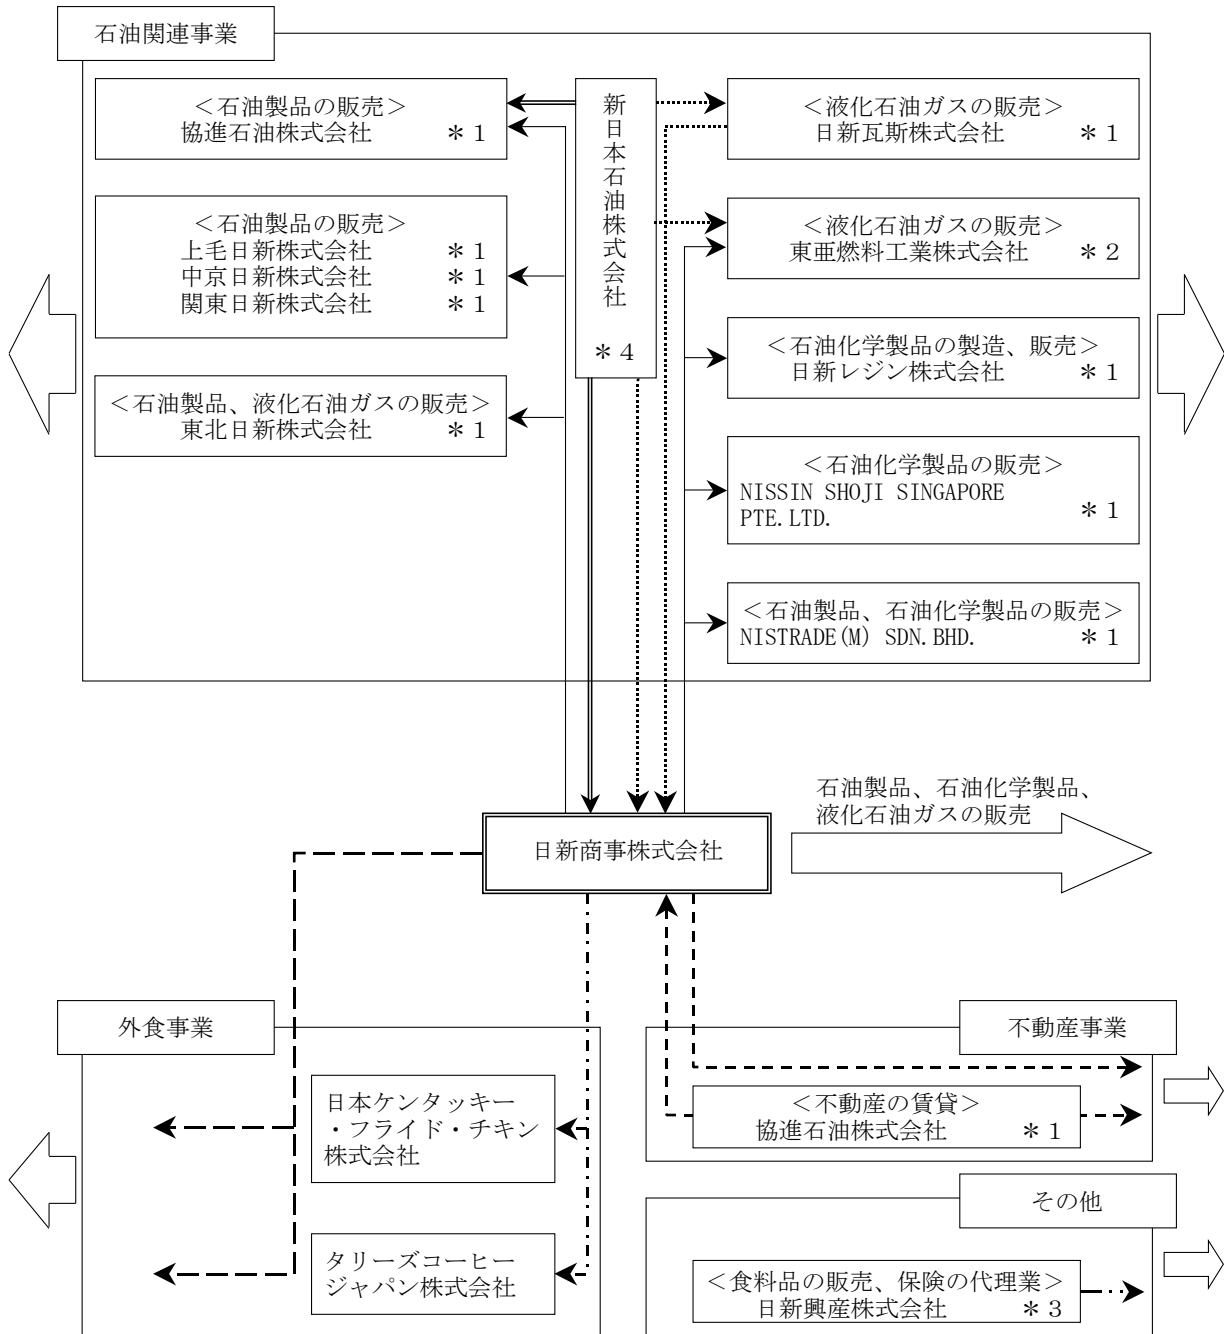 石油関連事業
＜石油製品の販売＞
協進石油株式会社　＊１
＜石油製品の販売＞
上毛日新株式会社　＊１
中京日新株式会社　＊１
関東日新株式会社　＊１
＜石油製品、液化石油ガスの販売＞
東北日新株式会社　＊１
新日本石油株式会社
＊４
＜液化石油ガスの販売＞
日新瓦斯株式会社　＊１
＜液化石油ガスの販売＞
東亜燃料工業株式会社　＊２
＜石油化学製品の製造、販売＞
日新レジン株式会社　＊１
＜石油化学製品の販売＞
NISSIN SHOJI SINGAPORE
PTE.LTD.　＊１
＜石油製品、石油化学製品の販売＞
NISTRADE(M) SDN.BHD.　＊１
石油製品、石油化学製品、
液化石油ガスの販売
日新商事株式会社
外食事業
日本ケンタッキー
・フライド・チキン
株式会社
タリーズコーヒー
ジャパン株式会社
不動産事業
＜不動産の賃貸＞
協進石油株式会社　＊１
その他
＜食料品の販売、保険の代理業＞
日新興産株式会社　＊３